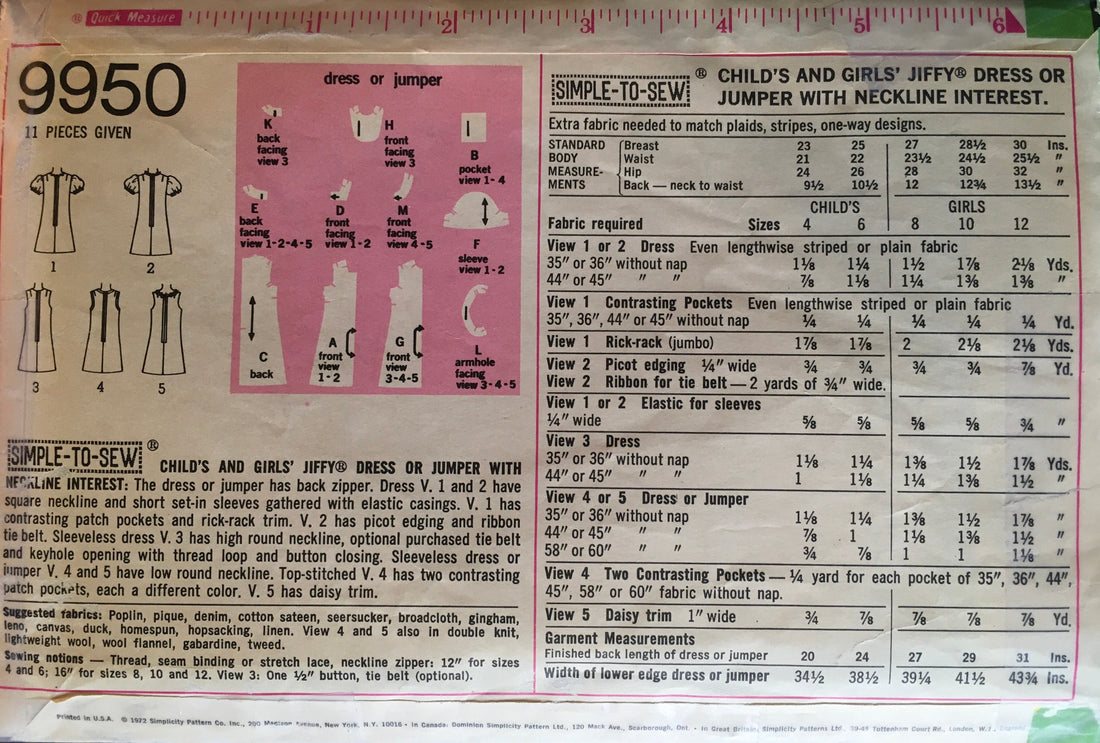 ® Quick Measure 1 2 3 4 5 6
9950
11 PIECES GIVEN
1 2
3 4 5
dress or jumper
K
back
facing
view 3
H
front
facing
view 3
B
pocket
view 1-4
E
back
facing
view 1-2-4-5
D
front
facing
view 1-2
M
front
facing
view 4-5
F
sleeve
view 1-2
C
back
A
front
view
1-2
G
front
view
3-4-5
L
armhole
facing
view 3-4-5
SIMPLE-TO-SEW ®
CHILD'S AND GIRLS' JIFFY® DRESS OR JUMPER WITH
NECKLINE INTEREST: The dress or jumper has back zipper. Dress V. 1 and 2 have
square neckline and short set-in sleeves gathered with elastic casings. V. 1 has
contrasting patch pockets and rick-rack trim. V. 2 has picot edging and ribbon
tie belt. Sleeveless dress V. 3 has high round neckline, optional purchased tie belt
and keyhole opening with thread loop and button closing. Sleeveless dress or
jumper V. 4 and 5 have low round neckline. Top-stitched V. 4 has two contrasting
patch pockets, each a different color. V. 5 has daisy trim.
Suggested fabrics: Poplin, pique, denim, cotton sateen, seersucker, broadcloth, gingham,
leno, canvas, duck, homespun, hopsacking, linen. View 4 and 5 also in double knit,
lightweight wool, wool flannel, gabardine, tweed.
Sewing notions — Thread, seam binding or stretch lace, neckline zipper: 12" for sizes
4 and 6; 16" for sizes 8, 10 and 12. View 3: One ½" button, tie belt (optional).
SIMPLE-TO-SEW ® CHILD'S AND GIRLS' JIFFY® DRESS OR
JUMPER WITH NECKLINE INTEREST.
Extra fabric needed to match plaids, stripes, one-way designs.
STANDARD Breast 23 25 27 28½ 30 Ins.
BODY Waist 21 22 23½ 24½ 25½ "
MEASURE- Hip 24 26 28 30 32 "
MENTS Back — neck to waist 9½ 10½ 12 12¾ 13½ "
CHILD'S GIRLS
Fabric required Sizes 4 6 8 10 12
View 1 or 2 Dress Even lengthwise striped or plain fabric
35" or 36" without nap 1⅛ 1¼ 1½ 1⅞ 2⅛ Yds.
44" or 45" " " ⅞ 1⅛ 1¼ 1⅜ 1⅜ "
View 1 Contrasting Pockets Even lengthwise striped or plain fabric
35", 36", 44" or 45" without nap ¼ ¼ ¼ ¼ ¼ Yd.
View 1 Rick-rack (jumbo) 1⅞ 1⅞ 2 2⅛ 2⅛ Yds.
View 2 Picot edging ¼" wide ¾ ¾ ¾ ¾ ⅞ Yd.
View 2 Ribbon for tie belt — 2 yards of ¾" wide.
View 1 or 2 Elastic for sleeves
¼" wide ⅝ ⅝ ⅝ ⅝ ¾ "
View 3 Dress
35" or 36" without nap 1⅛ 1¼ 1⅜ 1½ 1⅞ Yds.
44" or 45" " " 1 1⅛ 1¼ 1⅜ 1½ "
View 4 or 5 Dress or Jumper
35" or 36" without nap 1⅛ 1¼ 1⅜ 1½ 1⅞ "
44" or 45" " " ⅞ 1 1⅛ 1⅜ 1½ "
58" or 60" " " ¾ ⅞ 1 1 1⅛ "
View 4 Two Contrasting Pockets — ¼ yard for each pocket of 35", 36", 44",
45", 58" or 60" fabric without nap.
View 5 Daisy trim 1" wide ¾ ⅞ ⅞ ⅞ ⅞ Yd.
Garment Measurements
Finished back length of dress or jumper 20 24 27 29 31 Ins.
Width of lower edge dress or jumper 34½ 38½ 39¼ 41½ 43¾ Ins.
Printed in U.S.A. © 1972 Simplicity Pattern Co. Inc., 200 Madison Avenue, New York, N.Y. 10016 • In Canada: Dominion Simplicity Pattern Ltd., 120 Mack Ave., Scarborough, Ont. • In Great Britain: Simplicity Patterns Ltd., 39-45 Tottenham Court Rd., London, W.1.,